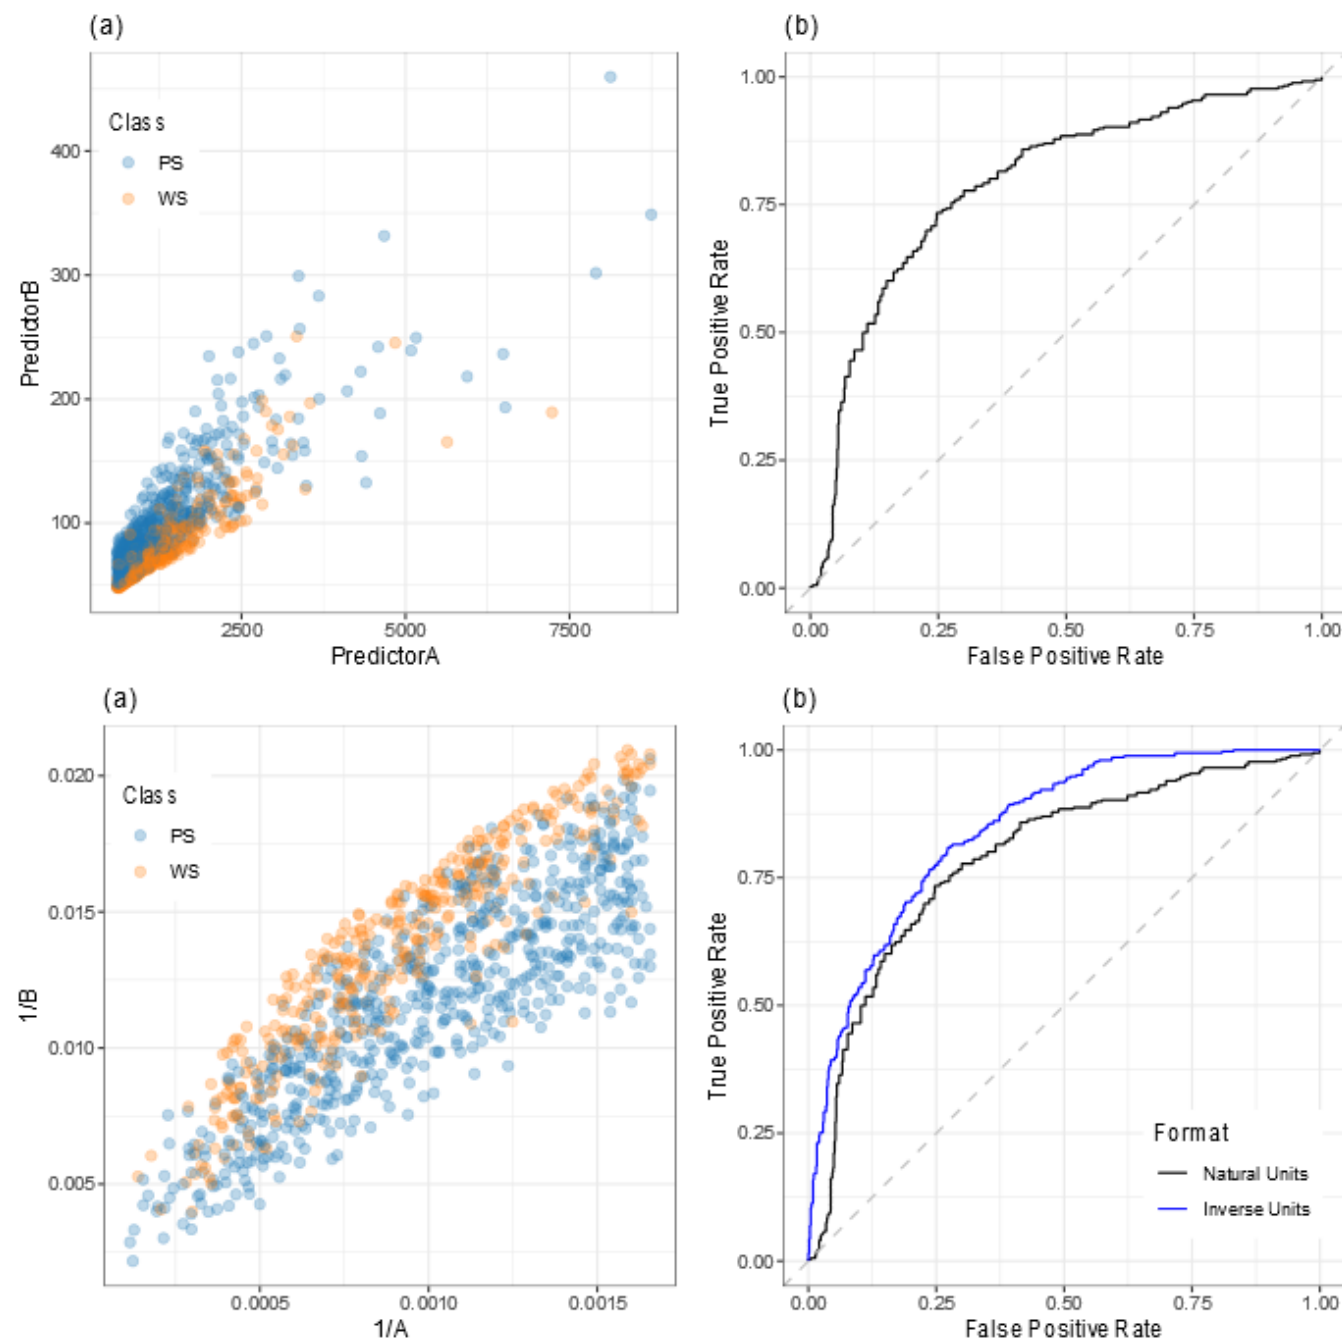 (a)
Class
PS
WS
400
300
200
100
PredictorB
2500
5000
7500
PredictorA
(b)
1.00
0.75
0.50
0.25
0.00
True Positive Rate
0.00
0.25
0.50
0.75
1.00
False Positive Rate
(a)
Class
PS
WS
0.020
0.015
0.010
0.005
1/B
0.0005
0.0010
0.0015
1/A
(b)
1.00
0.75
0.50
0.25
0.00
True Positive Rate
Format
Natural Units
Inverse Units
0.00
0.25
0.50
0.75
1.00
False Positive Rate